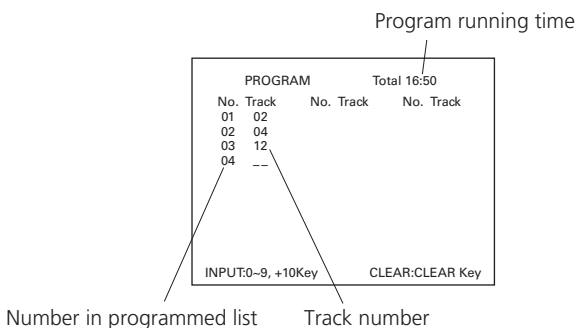 Program running time
PROGRAM Total 16:50
No. Track No. Track No. Track
01 02
02 04
03 12
04 _ _
INPUT:0~9, +10Key CLEAR:CLEAR Key
Number in programmed list Track number